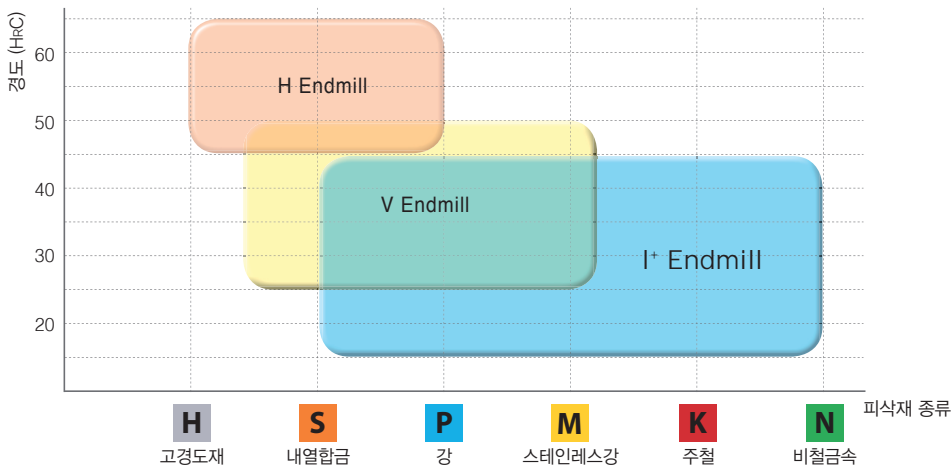 경도 (HRC)
60
50
40
30
20
H Endmill
V Endmill
I+ Endmill
H
S
P
M
K
N
피삭재 종류
고경도재
내열합금
강
스테인레스강
주철
비철금속